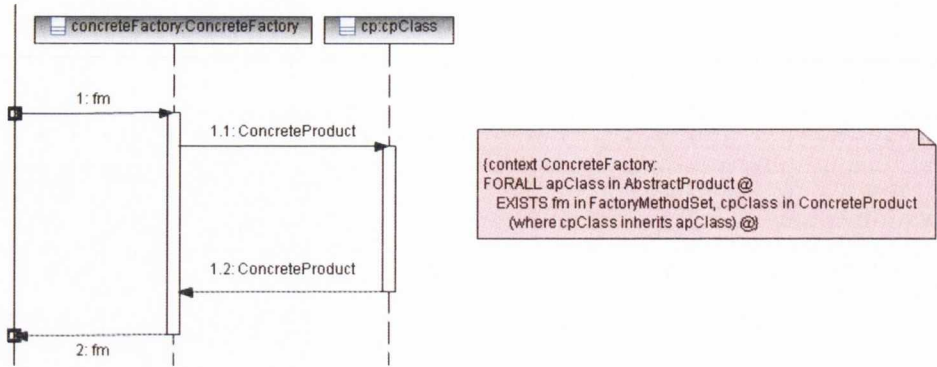 concreteFactory:ConcreteFactory
cp:cpClass
1: fm
1.1: ConcreteProduct
{context ConcreteFactory:
FORALL apClass in AbstractProduct @
EXISTS fm in FactoryMethodSet, cpClass in ConcreteProduct
(where cpClass inherits apClass) @}
1.2: ConcreteProduct
2: fm